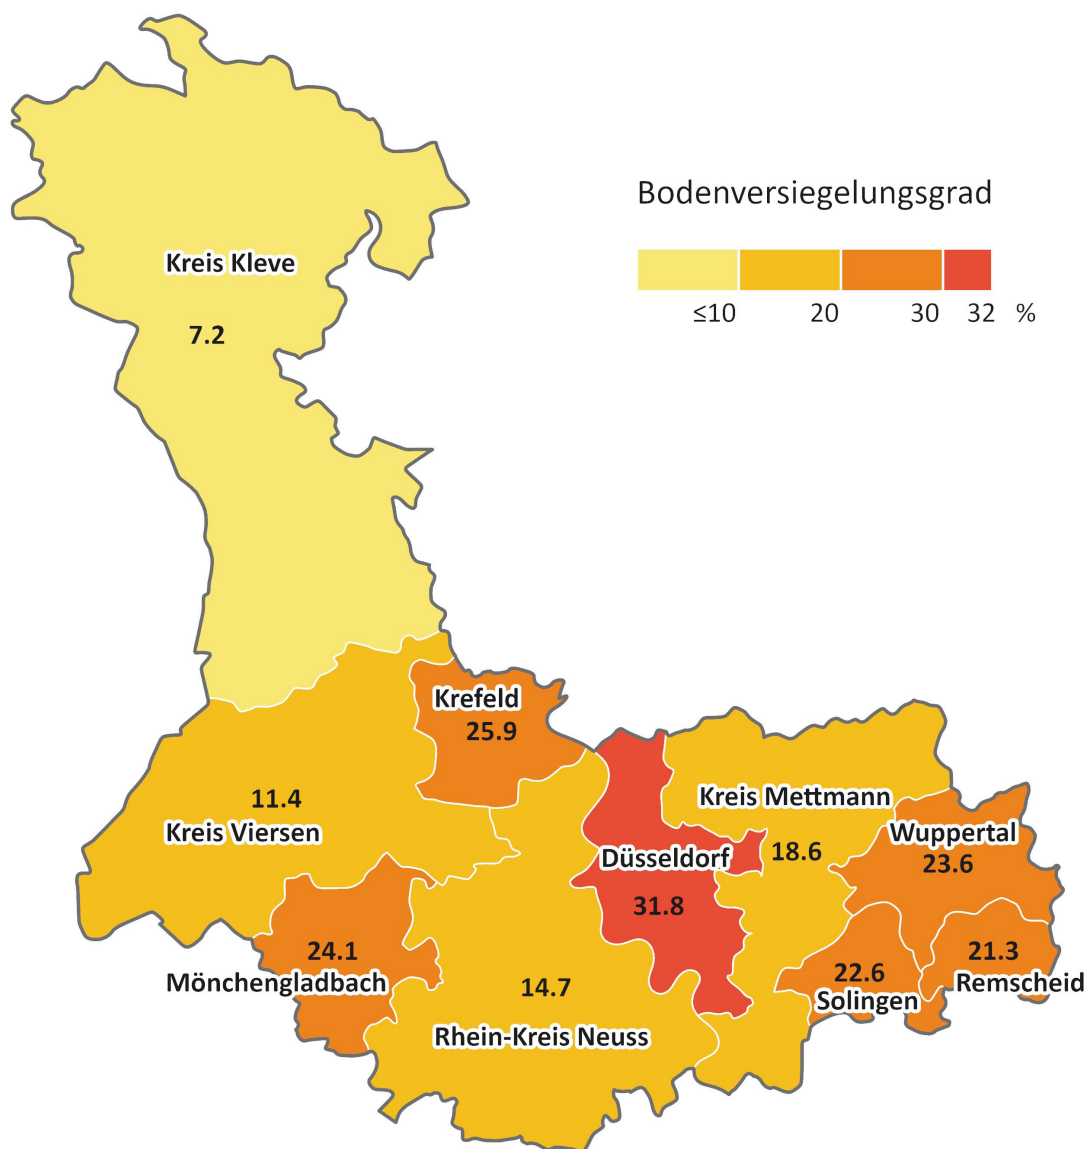 Bodenversiegelungsgrad
≤10 20 30 32 %
Kreis Kleve
7.2
Krefeld
25.9
11.4
Kreis Viersen
Kreis Mettmann
18.6
Wuppertal
23.6
Düsseldorf
31.8
24.1
Mönchengladbach
14.7
Rhein-Kreis Neuss
22.6
Solingen
21.3
Remscheid